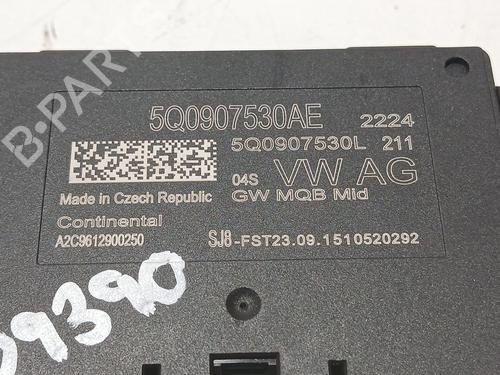 B-PARTS
5Q0907530AE 2224
5Q0907530L 211
04S VW AG
Made in Czech Republic GW MQB Mid
Continental
A2C9612900250 SJ8-FST23.09.1510520292
09390